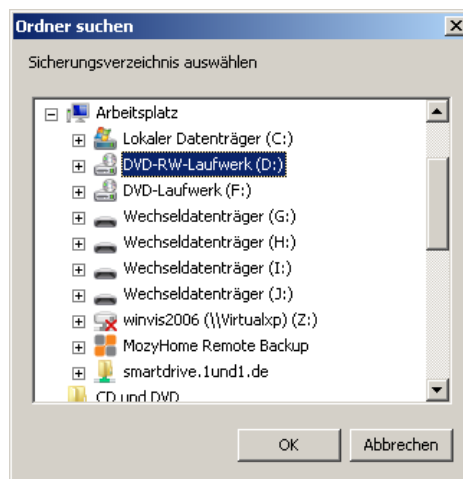 Ordner suchen
Sicherungsverzeichnis auswählen
Arbeitsplatz
Lokaler Datenträger (C:)
DVD-RW-Laufwerk (D:)
DVD-Laufwerk (F:)
Wechseldatenträger (G:)
Wechseldatenträger (H:)
Wechseldatenträger (I:)
Wechseldatenträger (J:)
winvis2006 (\\Virtualxp) (Z:)
MozyHome Remote Backup
smartdrive.1und1.de
CD und DVD
OK Abbrechen